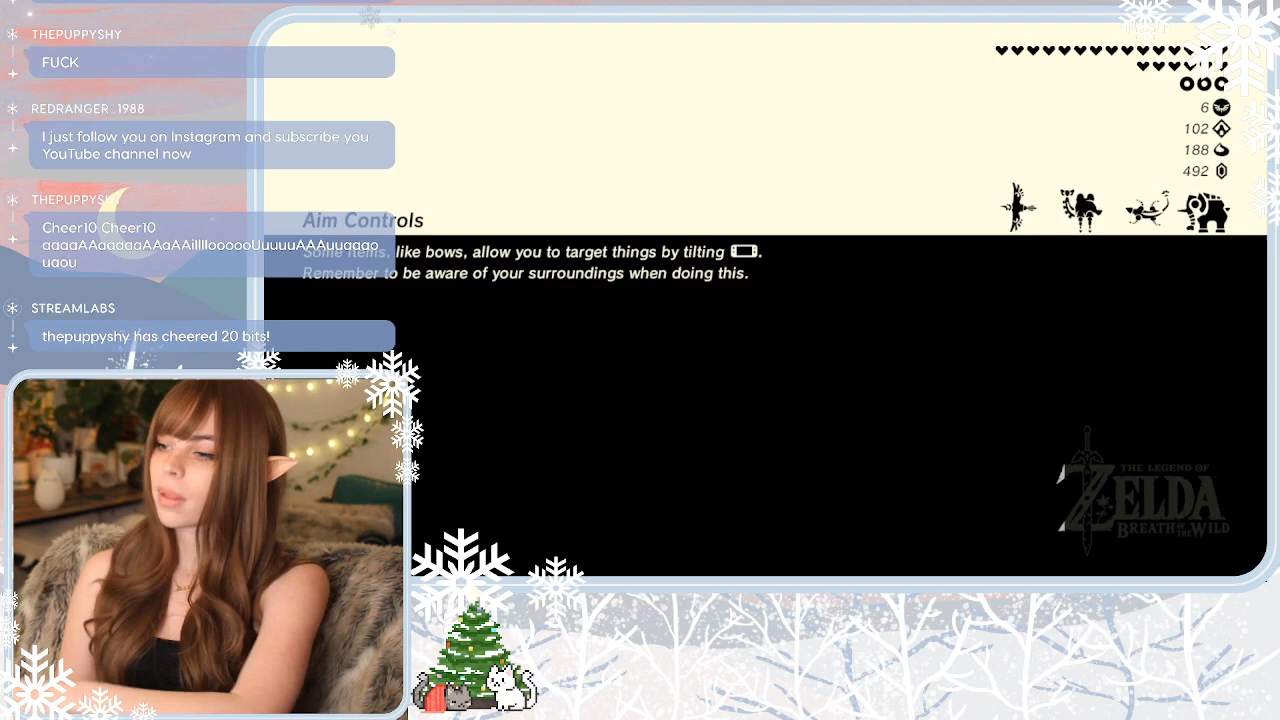 THEPUPPYSHY
FUCK
REDRANGER_1988
I just follow you on Instagram and subscribe you
YouTube channel now
THEPUPPYSHY
Cheer10 Cheer10
uaou
STREAMLABS
thepuppyshy has cheered 20 bits!
6
102
188
492
Aim Controls
Some items, like bows, allow you to target things by tilting .
Remember to be aware of your surroundings when doing this.
THE LEGEND OF
ZELDA
BREATH OF THE WILD